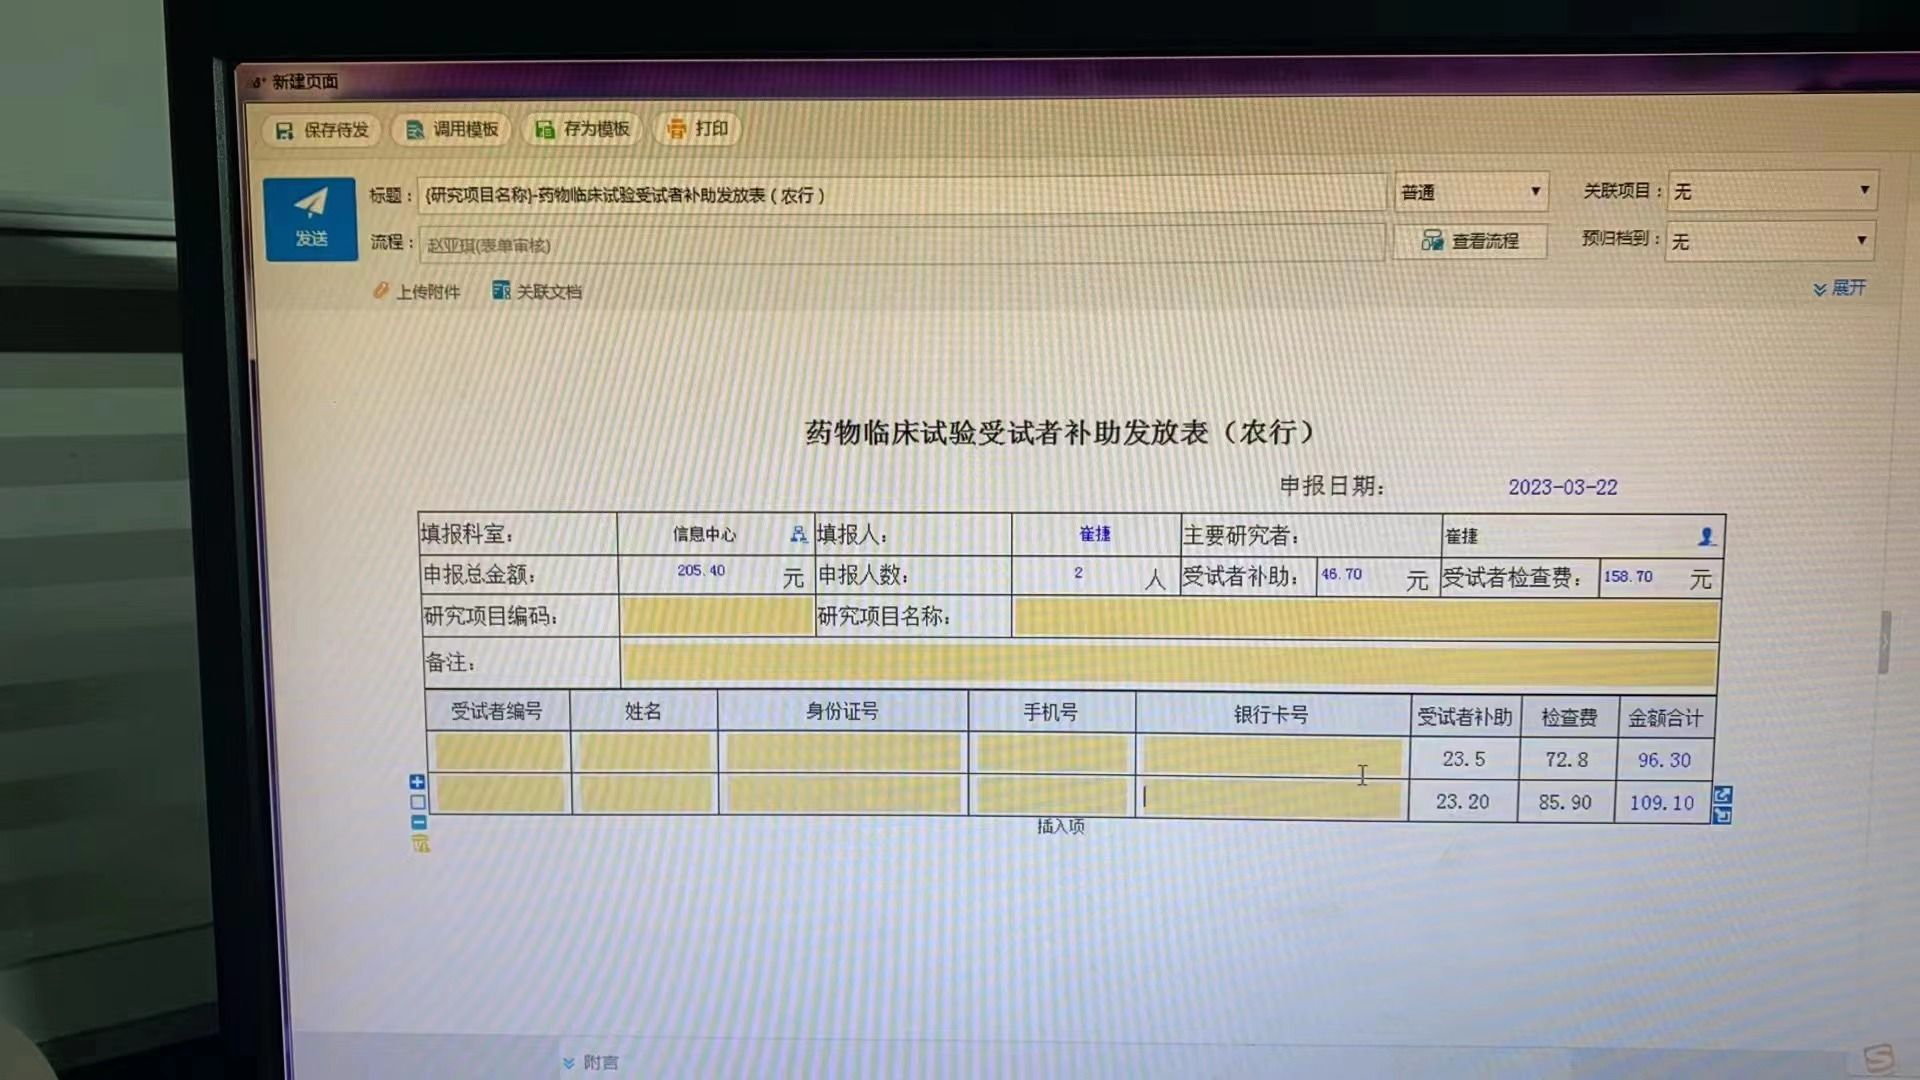 新建页面
保存待发 调用模板 存为模板 打印
发送
标题： {研究项目名称}-药物临床试验受试者补助发放表（农行） 普通 关联项目： 无
流程： 赵亚琪(表单审核) 查看流程 预归档到： 无
上传附件 关联文档 展开
药物临床试验受试者补助发放表（农行）
申报日期： 2023-03-22
填报科室： 信息中心 填报人： 崔捷 主要研究者： 崔捷
申报总金额： 205.40 元 申报人数： 2 人 受试者补助： 46.70 元 受试者检查费： 158.70 元
研究项目编码： 研究项目名称：
备注：
受试者编号 姓名 身份证号 手机号 银行卡号 受试者补助 检查费 金额合计
23.5 72.8 96.30
23.20 85.90 109.10
插入项
附言